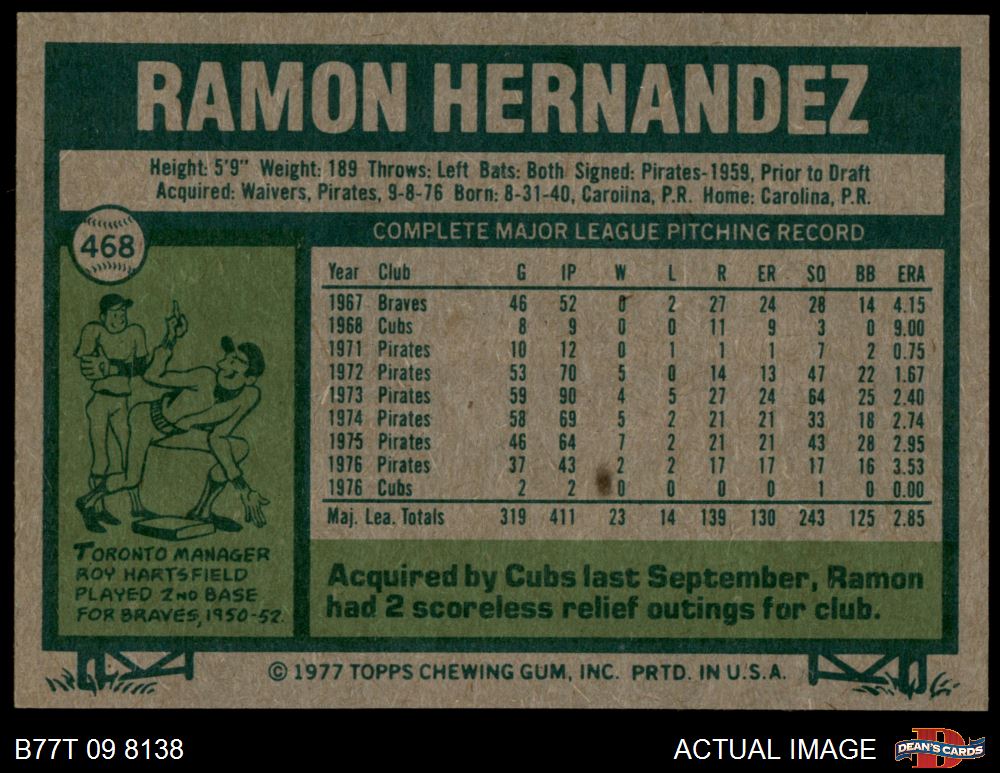 RAMON HERNANDEZ
Height: 5'9" Weight: 189 Throws: Left Bats: Both Signed: Pirates-1959, Prior to Draft
Acquired: Waivers, Pirates, 9-8-76 Born: 8-31-40, Carolina, P.R. Home: Carolina, P.R.
468
COMPLETE MAJOR LEAGUE PITCHING RECORD
Year Club G IP W L R ER SO BB ERA
1967 Braves 46 52 0 2 27 24 28 14 4.15
1968 Cubs 8 9 0 0 11 9 3 0 9.00
1971 Pirates 10 12 0 1 1 1 7 2 0.75
1972 Pirates 53 70 5 0 14 13 47 22 1.67
1973 Pirates 59 90 4 5 27 24 64 25 2.40
1974 Pirates 58 69 5 2 21 21 33 18 2.74
1975 Pirates 46 64 7 2 21 21 43 28 2.95
1976 Pirates 37 43 2 2 17 17 17 16 3.53
1976 Cubs 2 2 0 0 0 0 1 0 0.00
Maj. Lea. Totals 319 411 23 14 139 130 243 125 2.85
TORONTO MANAGER
ROY HARTSFIELD
PLAYED 2ND BASE
FOR BRAVES, 1950-52.
Acquired by Cubs last September, Ramon
had 2 scoreless relief outings for club.
© 1977 TOPPS CHEWING GUM, INC. PRTD. IN U.S.A.
B77T 09 8138
ACTUAL IMAGE
D
DEAN'S CARDS